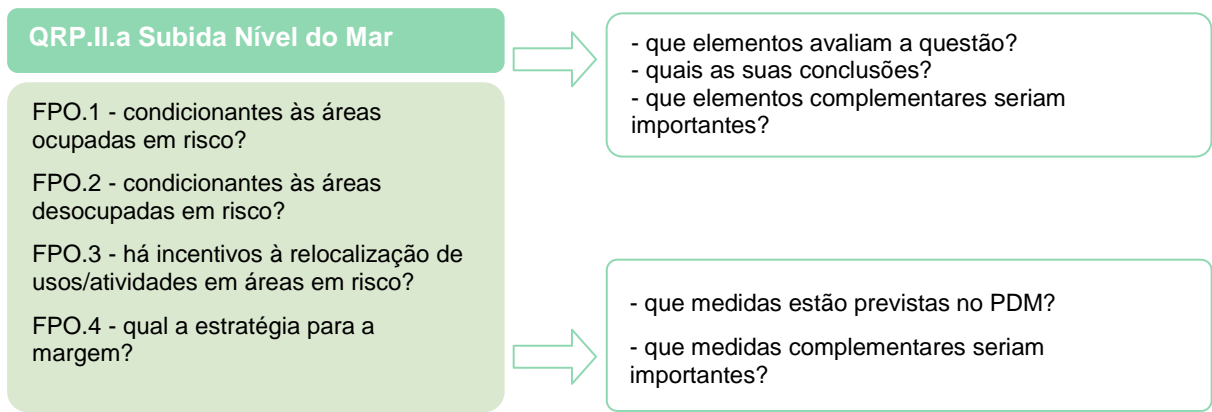 QRP.II.a Subida Nível do Mar
FPO.1 - condicionantes às áreas
ocupadas em risco?
FPO.2 - condicionantes às áreas
desocupadas em risco?
FPO.3 - há incentivos à relocalização de
usos/atividades em áreas em risco?
FPO.4 - qual a estratégia para a
margem?
- que elementos avaliam a questão?
- quais as suas conclusões?
- que elementos complementares seriam
importantes?
- que medidas estão previstas no PDM?
- que medidas complementares seriam
importantes?